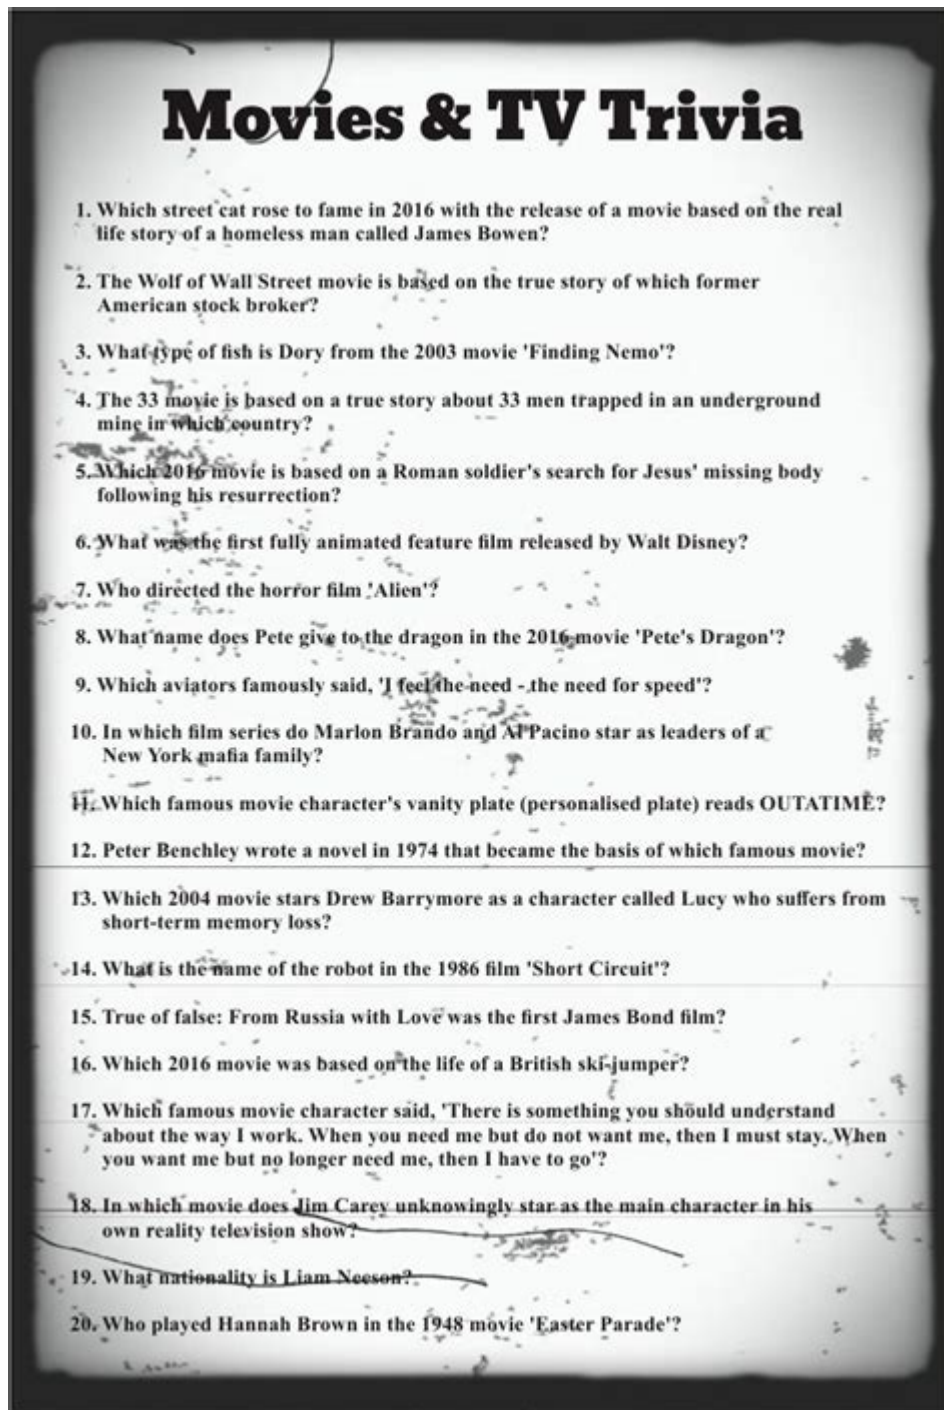 Movies & TV Trivia
1. Which street cat rose to fame in 2016 with the release of a movie based on the real
life story of a homeless man called James Bowen?
2. The Wolf of Wall Street movie is based on the true story of which former
American stock broker?
3. What type of fish is Dory from the 2003 movie 'Finding Nemo'?
4. The 33 movie is based on a true story about 33 men trapped in an underground
mine in which country?
5. Which 2016 movie is based on a Roman soldier's search for Jesus' missing body
following his resurrection?
6. What was the first fully animated feature film released by Walt Disney?
7. Who directed the horror film 'Alien'?
8. What name does Pete give to the dragon in the 2016 movie 'Pete's Dragon'?
9. Which aviators famously said, 'I feel the need - the need for speed'?
10. In which film series do Marlon Brando and Al Pacino star as leaders of a
New York mafia family?
11. Which famous movie character's vanity plate (personalised plate) reads OUTATIME?
12. Peter Benchley wrote a novel in 1974 that became the basis of which famous movie?
13. Which 2004 movie stars Drew Barrymore as a character called Lucy who suffers from
short-term memory loss?
14. What is the name of the robot in the 1986 film 'Short Circuit'?
15. True of false: From Russia with Love was the first James Bond film?
16. Which 2016 movie was based on the life of a British ski-jumper?
17. Which famous movie character said, 'There is something you should understand
about the way I work. When you need me but do not want me, then I must stay. When
you want me but no longer need me, then I have to go'?
18. In which movie does Jim Carey unknowingly star as the main character in his
own reality television show?
19. What nationality is Liam Neeson?
20. Who played Hannah Brown in the 1948 movie 'Easter Parade'?